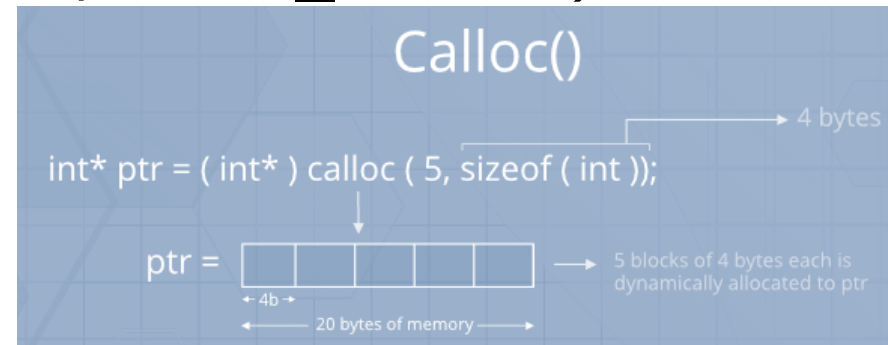 Calloc()
4 bytes
int* ptr = ( int* ) calloc ( 5, sizeof ( int ));
ptr =
5 blocks of 4 bytes each is
dynamically allocated to ptr
4b
20 bytes of memory